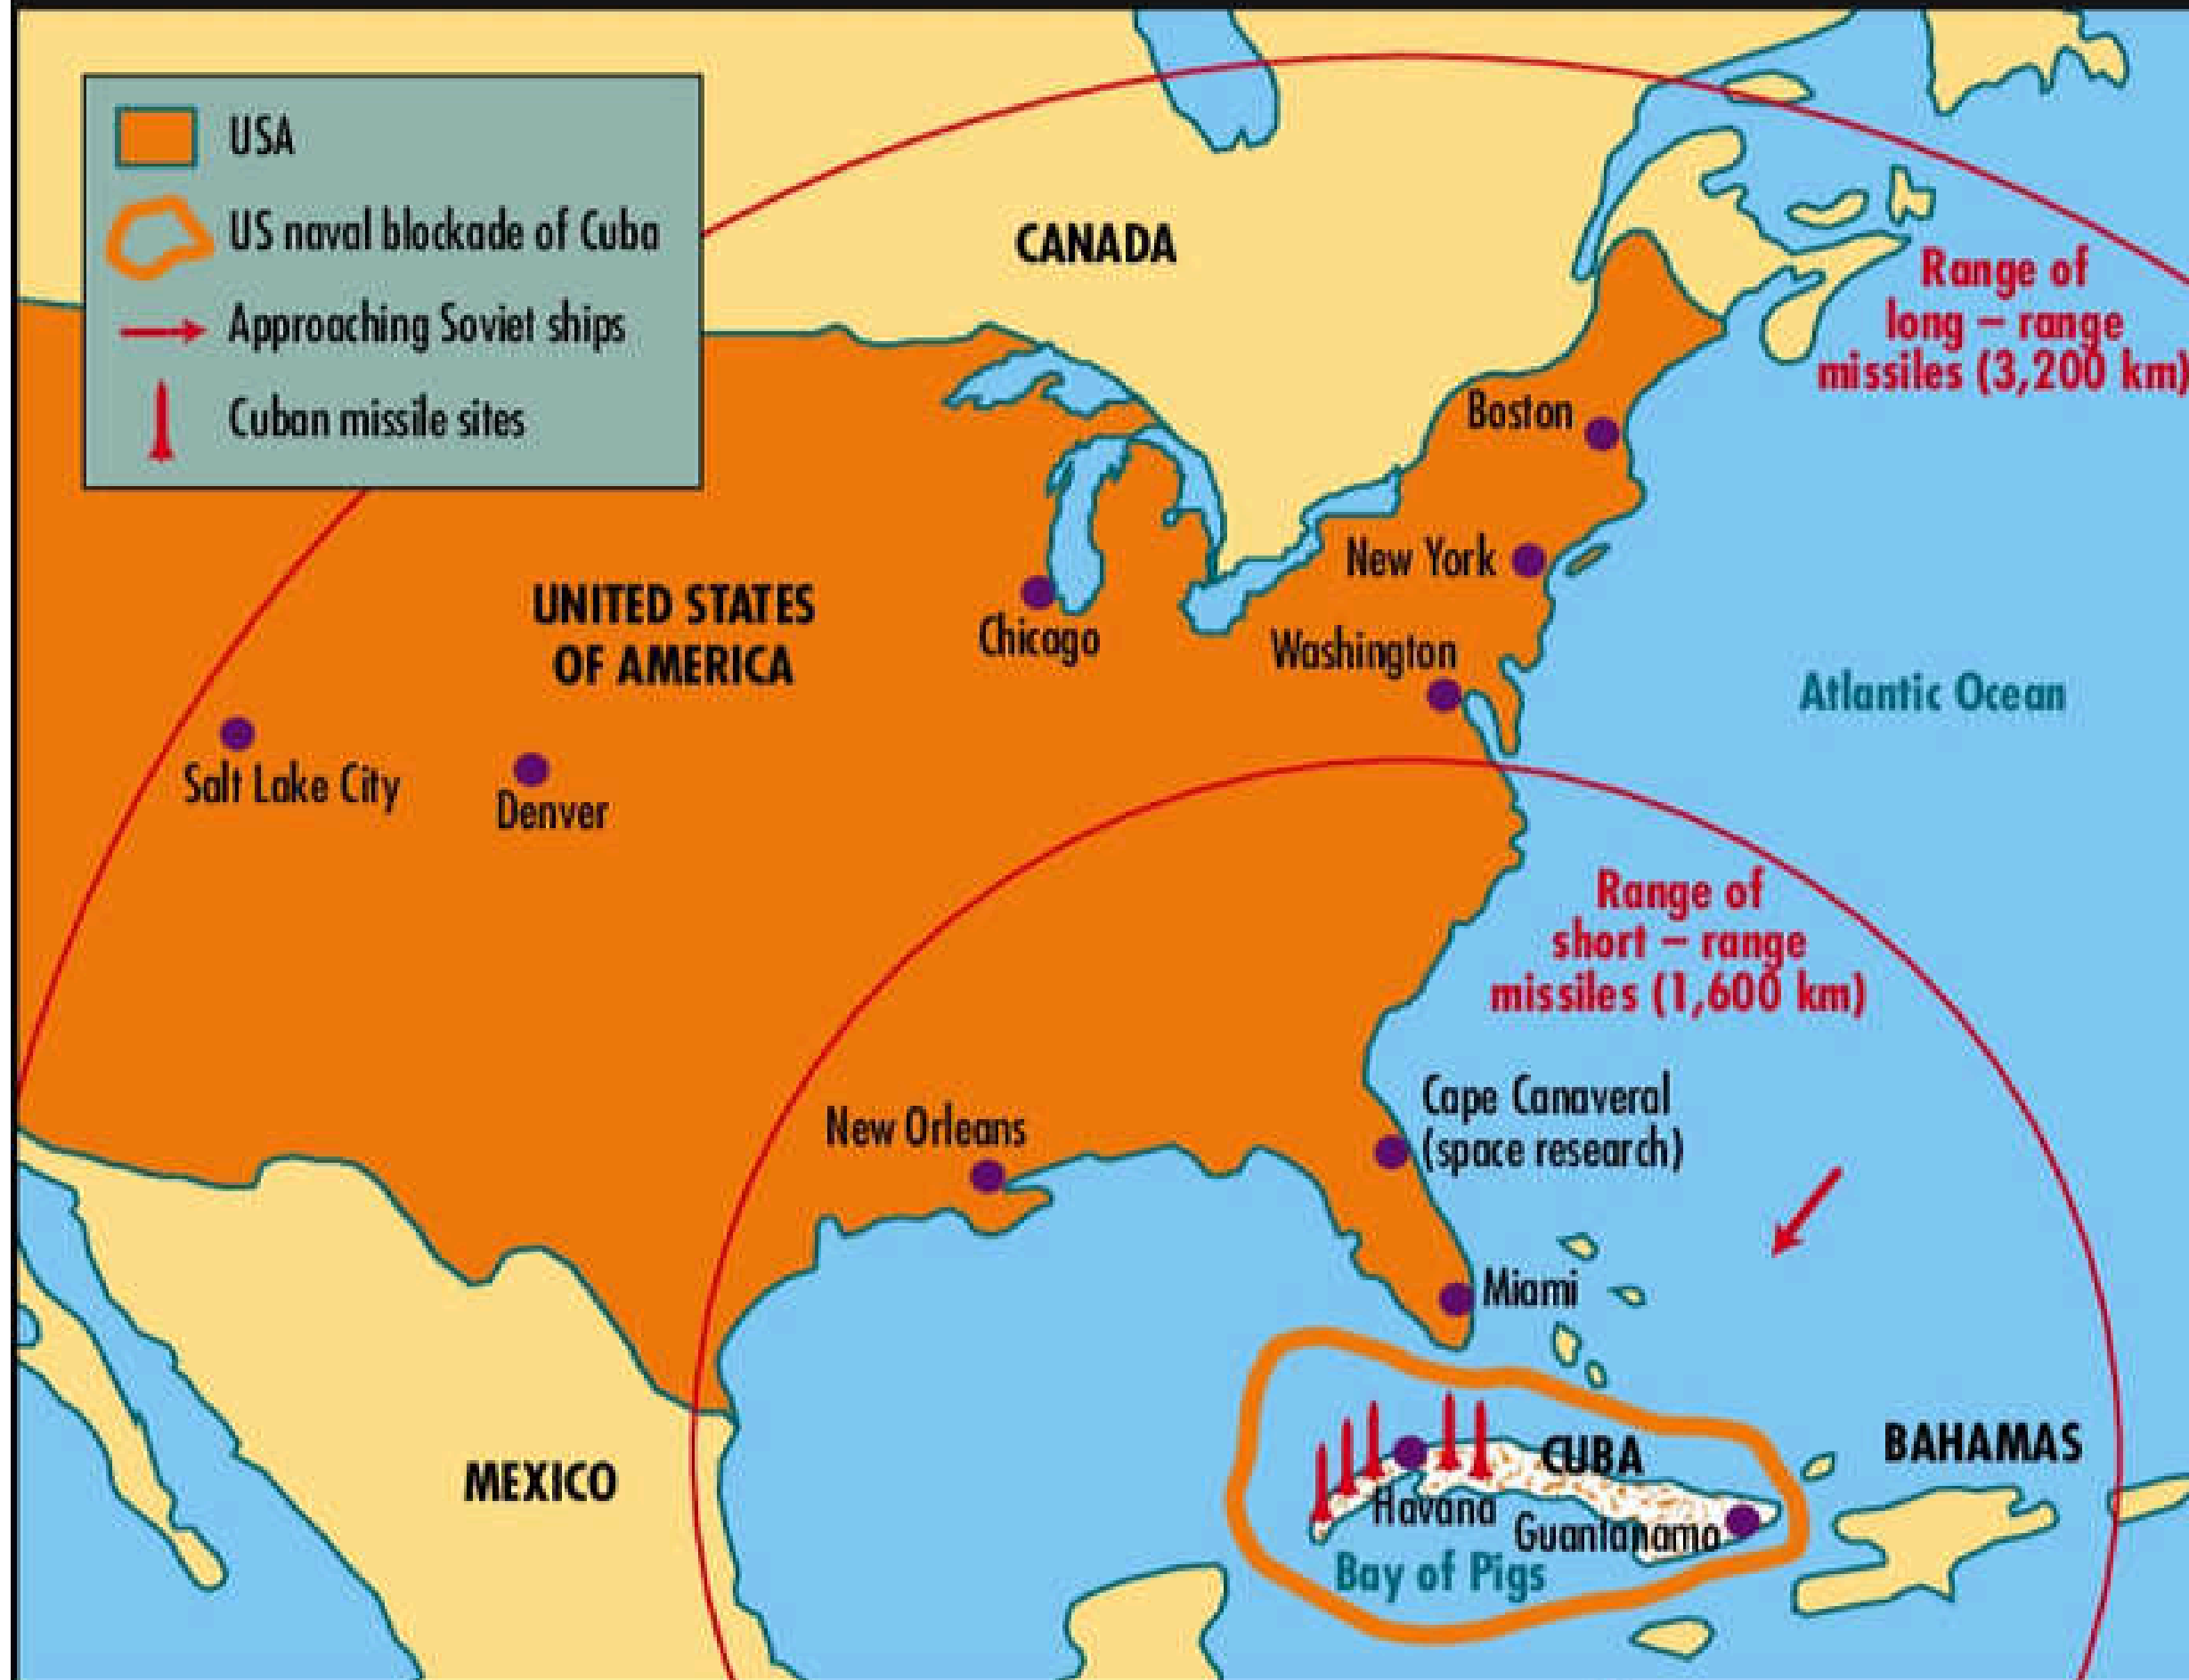 USA
US naval blockade of Cuba
Approaching Soviet ships
Cuban missile sites
CANADA
Range of
long – range
missiles (3,200 km)
Boston
New York
UNITED STATES
OF AMERICA
Chicago
Washington
Atlantic Ocean
Salt Lake City
Denver
Range of
short – range
missiles (1,600 km)
New Orleans
Cape Canaveral
(space research)
Miami
MEXICO
CUBA
BAHAMAS
Havana
Guantanamo
Bay of Pigs